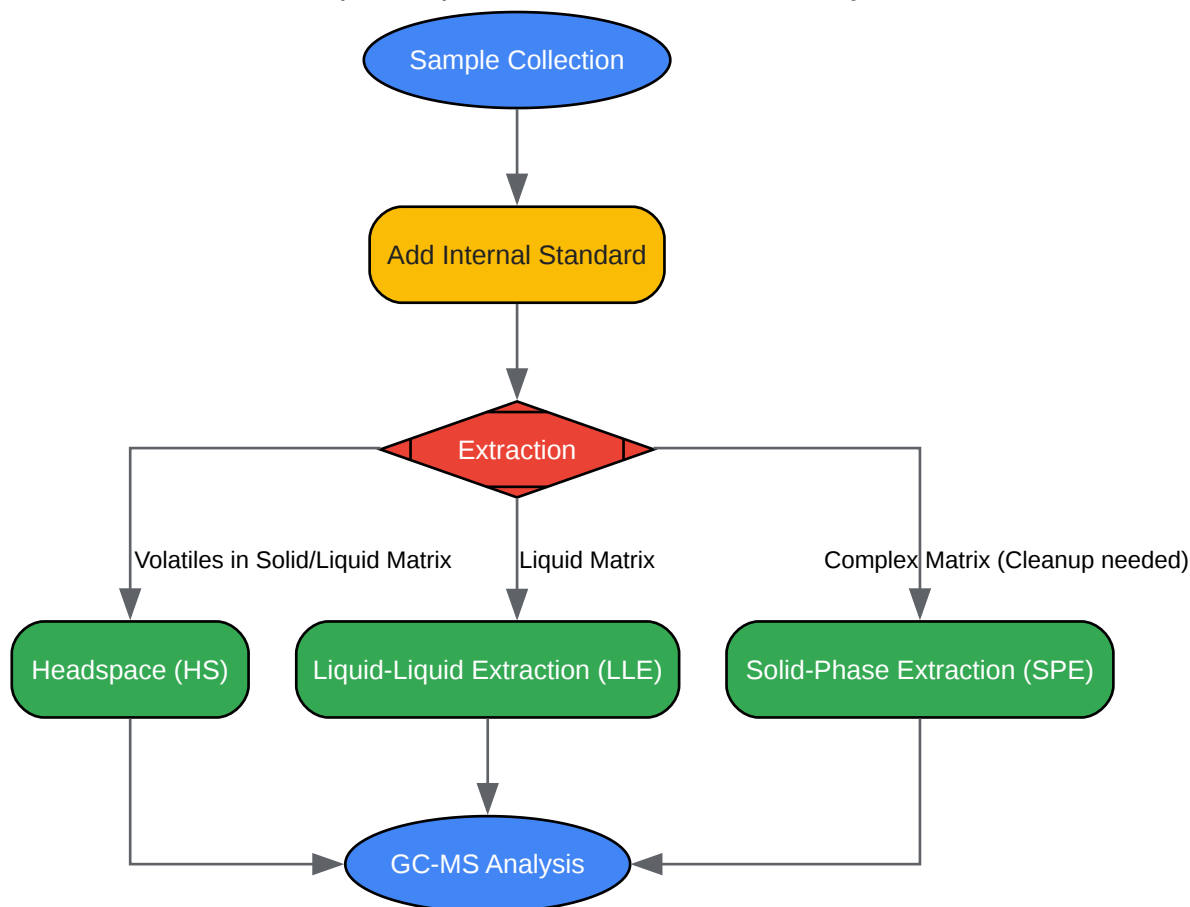 Sample Collection
Add Internal Standard
Extraction
Volatiles in Solid/Liquid Matrix
Liquid Matrix
Complex Matrix (Cleanup needed)
Headspace (HS)
Liquid-Liquid Extraction (LLE)
Solid-Phase Extraction (SPE)
GC-MS Analysis